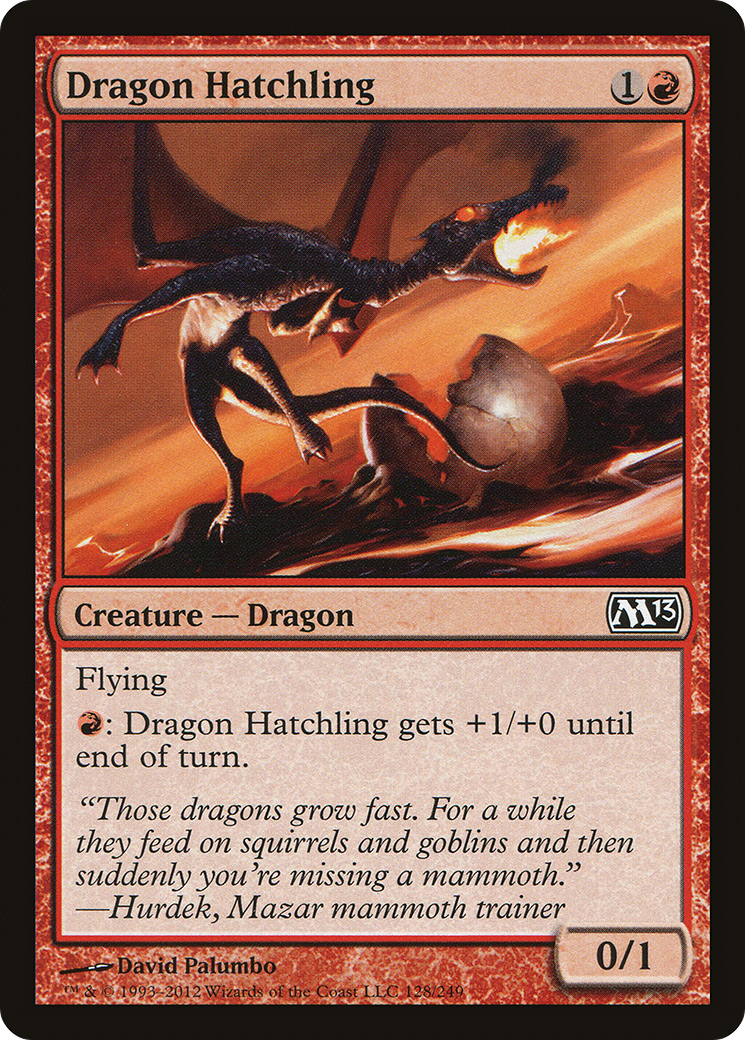 Dragon Hatchling 1
Creature — Dragon M13
Flying
: Dragon Hatchling gets +1/+0 until
end of turn.
“Those dragons grow fast. For a while
they feed on squirrels and goblins and then
suddenly you’re missing a mammoth.”
—Hurdek, Mazar mammoth trainer
0/1
David Palumbo
™ & © 1993–2012 Wizards of the Coast LLC 128/249